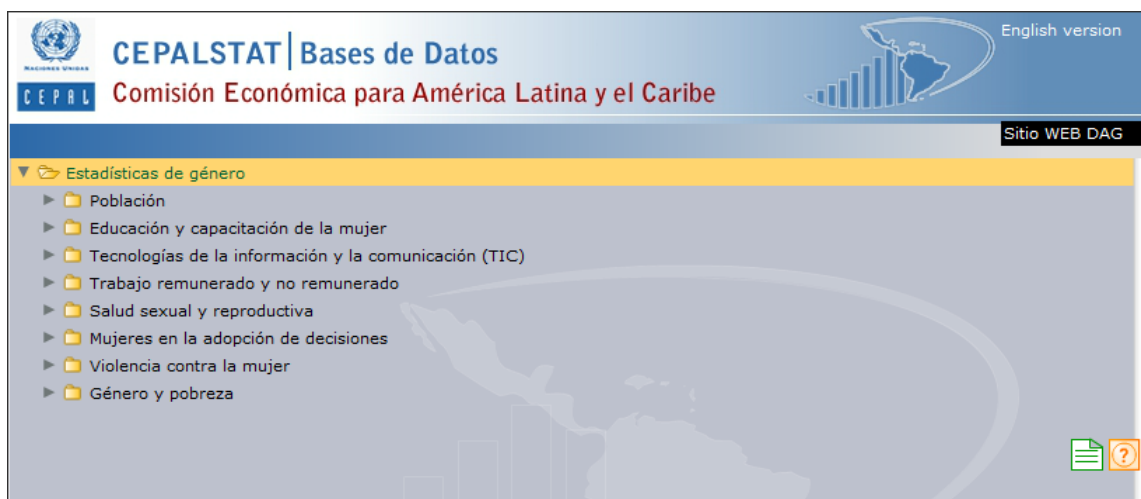 English version
NACIONES UNIDAS
CEPALSTAT | Bases de Datos
CEPAL
Comisión Económica para América Latina y el Caribe
Sitio WEB DAG
Estadísticas de género
Población
Educación y capacitación de la mujer
Tecnologías de la información y la comunicación (TIC)
Trabajo remunerado y no remunerado
Salud sexual y reproductiva
Mujeres en la adopción de decisiones
Violencia contra la mujer
Género y pobreza
?